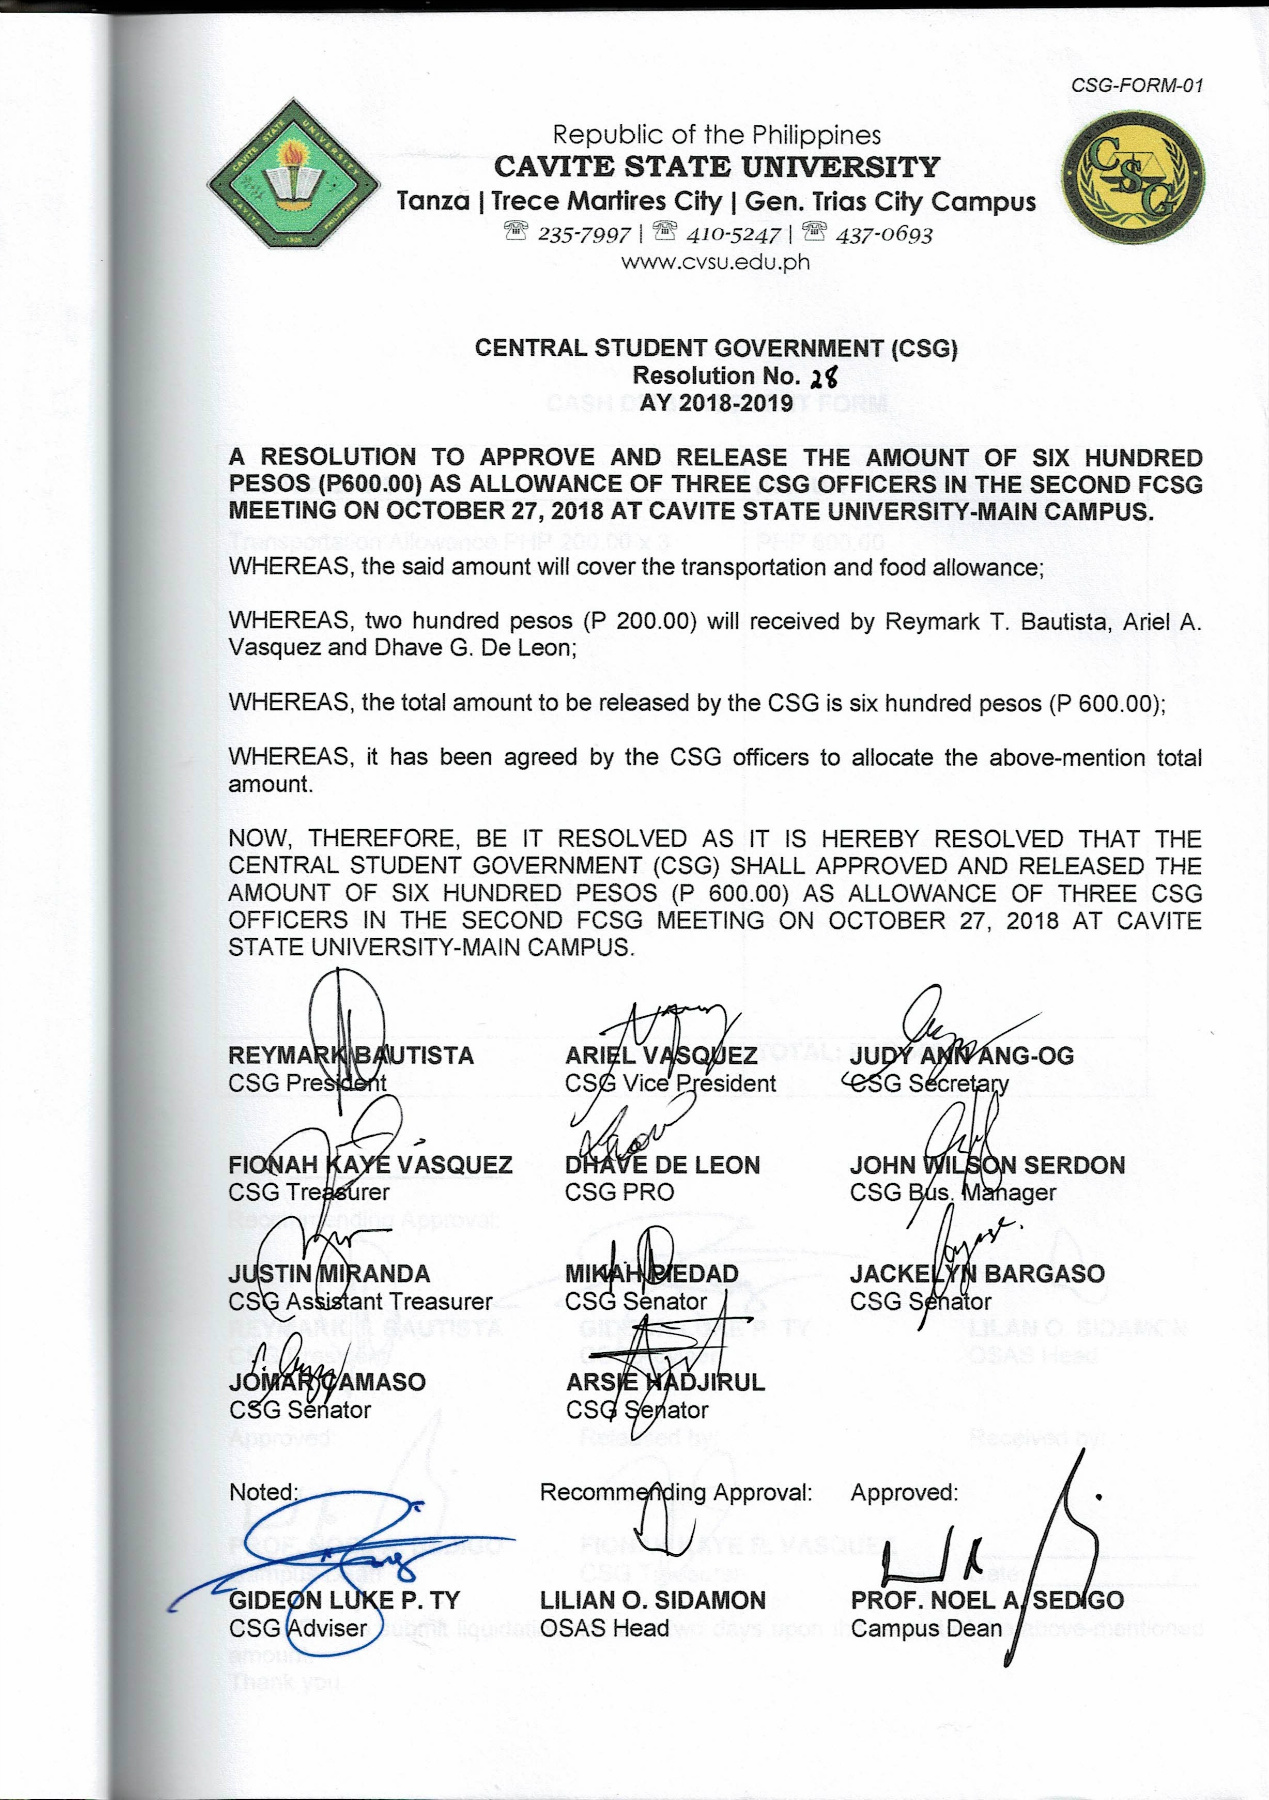 CSG-FORM-01
Republic of the Philippines
CAVITE STATE UNIVERSITY
Tanza | Trece Martires City | Gen. Trias City Campus
☏ 235-7997 | ☏ 410-5247 | ☏ 437-0693
www.cvsu.edu.ph
CAVITE STATE UNIVERSITY
CAVITE PHILIPPINES
1906
CSG
CENTRAL STUDENT GOVERNMENT (CSG)
Resolution No. 28
AY 2018-2019
A RESOLUTION TO APPROVE AND RELEASE THE AMOUNT OF SIX HUNDRED
PESOS (P600.00) AS ALLOWANCE OF THREE CSG OFFICERS IN THE SECOND FCSG
MEETING ON OCTOBER 27, 2018 AT CAVITE STATE UNIVERSITY-MAIN CAMPUS.
WHEREAS, the said amount will cover the transportation and food allowance;
WHEREAS, two hundred pesos (P 200.00) will received by Reymark T. Bautista, Ariel A.
Vasquez and Dhave G. De Leon;
WHEREAS, the total amount to be released by the CSG is six hundred pesos (P 600.00);
WHEREAS, it has been agreed by the CSG officers to allocate the above-mention total
amount.
NOW, THEREFORE, BE IT RESOLVED AS IT IS HEREBY RESOLVED THAT THE
CENTRAL STUDENT GOVERNMENT (CSG) SHALL APPROVED AND RELEASED THE
AMOUNT OF SIX HUNDRED PESOS (P 600.00) AS ALLOWANCE OF THREE CSG
OFFICERS IN THE SECOND FCSG MEETING ON OCTOBER 27, 2018 AT CAVITE
STATE UNIVERSITY-MAIN CAMPUS.
REYMARK BAUTISTA ARIEL VASQUEZ JUDY ANN ANG-OG
CSG President CSG Vice President CSG Secretary
FIONAH KAYE VASQUEZ DHAVE DE LEON JOHN WILSON SERDON
CSG Treasurer CSG PRO CSG Bus. Manager
JUSTIN MIRANDA MIKAH PIEDAD JACKELYN BARGASO
CSG Assistant Treasurer CSG Senator CSG Senator
JOMAR CAMASO ARSIE HADJIRUL
CSG Senator CSG Senator
Noted: Recommending Approval: Approved:
GIDEON LUKE P. TY LILIAN O. SIDAMON PROF. NOEL A. SEDIGO
CSG Adviser OSAS Head Campus Dean